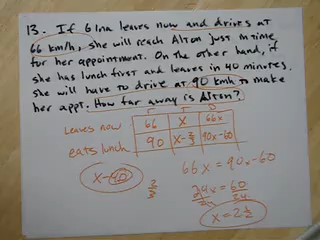 13. If Gina leaves now and drives at
66 km/h, she will reach Alton just in time
for her appointment. On the other hand, if
she has lunch first and leaves in 40 minutes,
she will have to drive at 90 kmh to make
her appt. How far away is Alton?
r T D
leaves now 66 x 66x
eats lunch 90 x-⅔ 90x-60
x-40
66x = 90x-60
24x = 60
24
x = 2½